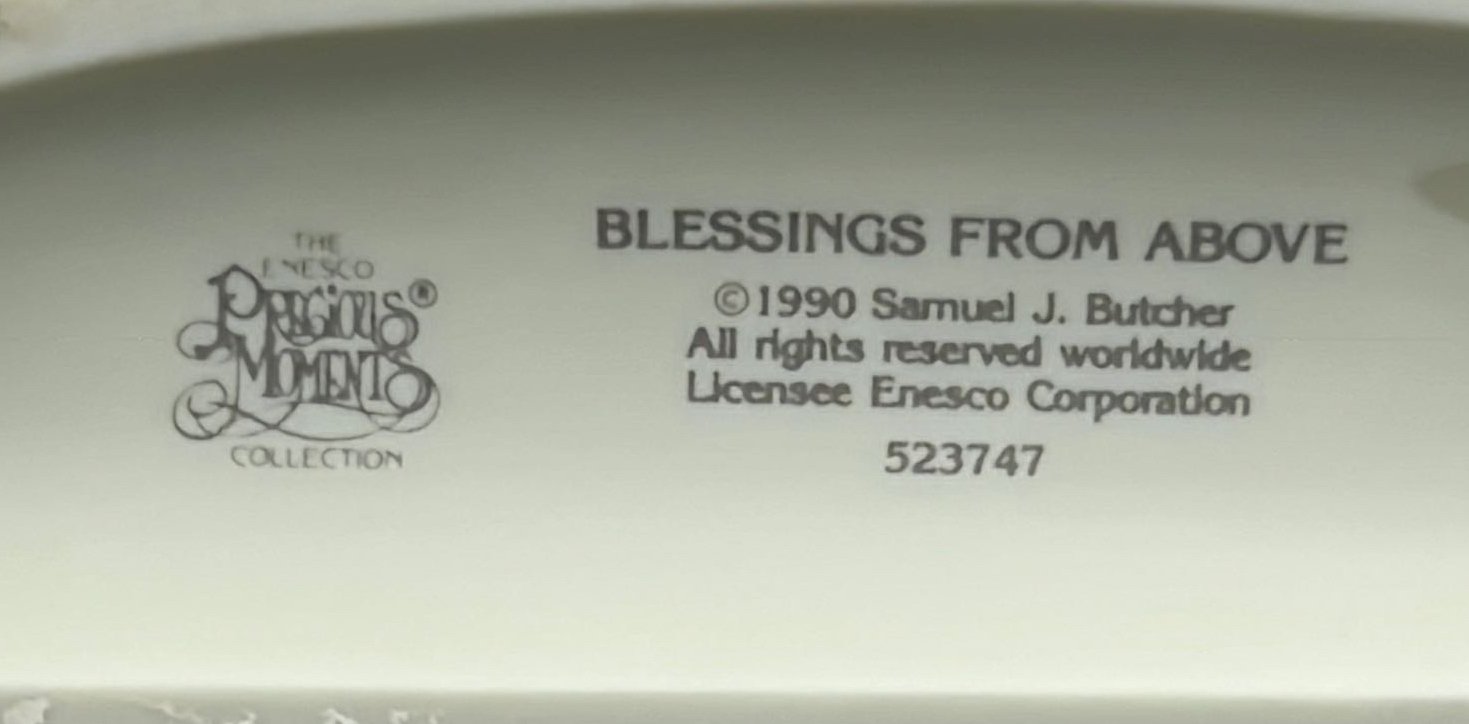 THE
ENESCO
PRECIOUS®
MOMENTS
COLLECTION
BLESSINGS FROM ABOVE
©1990 Samuel J. Butcher
All rights reserved worldwide
Licensee Enesco Corporation
523747